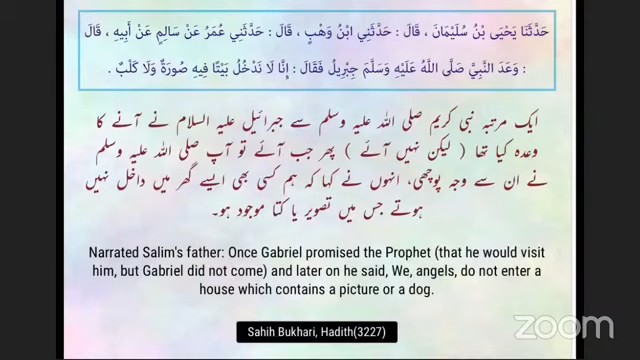 حَدَّثَنَا يَحْيَى بْنُ سُلَيْمَانَ ، قَالَ : حَدَّثَنِي ابْنُ وَهْبٍ ، قَالَ : حَدَّثَنِي عُمَرُ عَنْ سَالِمٍ عَنْ أَبِيهِ ، قَالَ
: وَعَدَ النَّبِيَّ صَلَّى اللَّهُ عَلَيْهِ وَسَلَّمَ جِبْرِيلُ فَقَالَ : إِنَّا لَا نَدْخُلُ بَيْتًا فِيهِ صُورَةٌ وَلَا كَلْبٌ .
ایک مرتبہ نبی کریم صلی اللہ علیہ وسلم سے جبرائیل علیہ السلام نے آنے کا
وعدہ کیا تھا ( لیکن نہیں آئے ) پھر جب آئے تو آپ صلی اللہ علیہ وسلم
نے ان سے وجہ پوچھی، انہوں نے کہا کہ ہم کسی بھی ایسے گھر میں داخل نہیں
ہوتے جس میں تصویر یا کتا موجود ہو۔
Narrated Salim's father: Once Gabriel promised the Prophet (that he would visit
him, but Gabriel did not come) and later on he said, We, angels, do not enter a
house which contains a picture or a dog.
Sahih Bukhari, Hadith(3227)
zoom